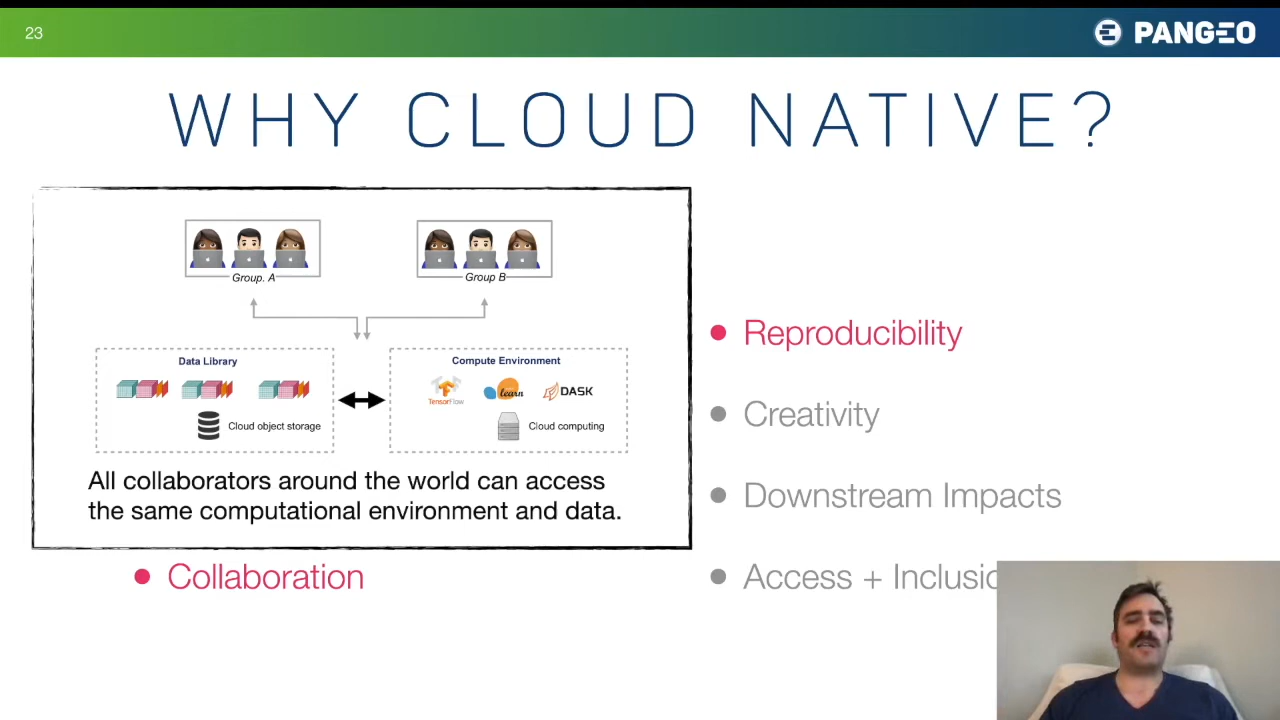 23
PANGEO
WHY CLOUD NATIVE?
Group. A
Group B
Data Library
Cloud object storage
Compute Environment
TensorFlow
learn
DASK
Cloud computing
All collaborators around the world can access
the same computational environment and data.
Collaboration
Reproducibility
Creativity
Downstream Impacts
Access + Inclusio